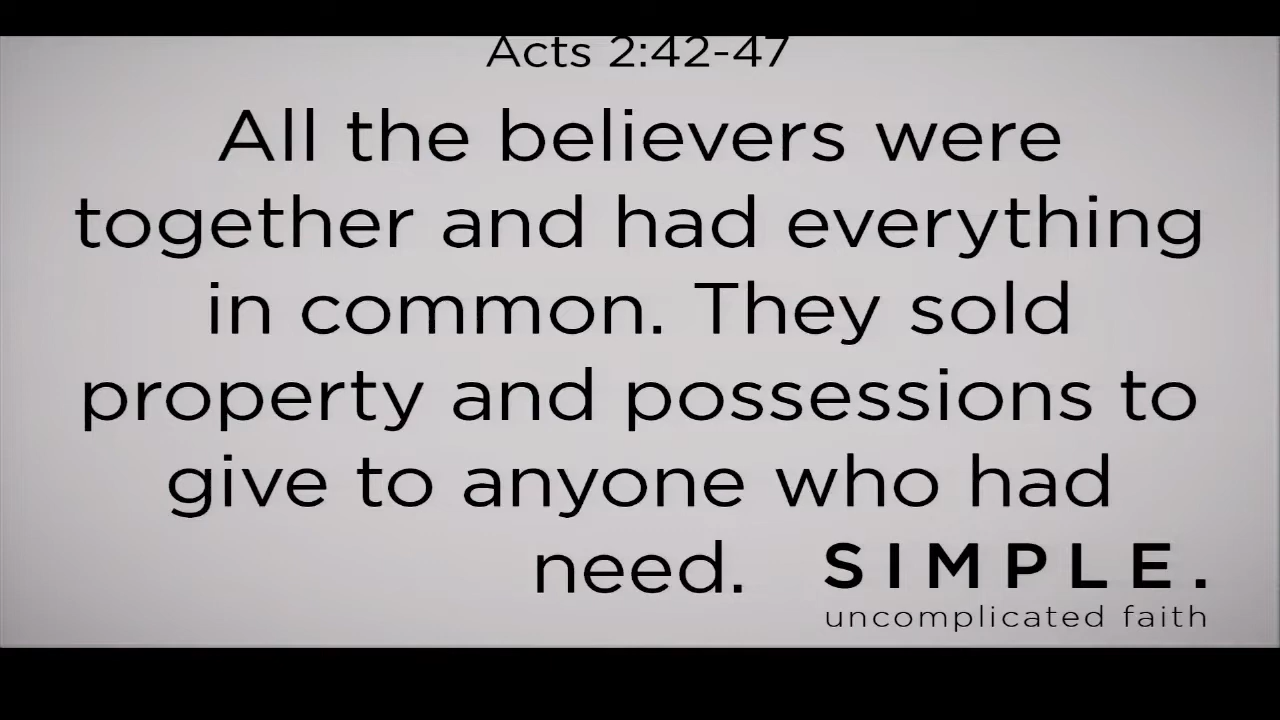 Acts 2:42-47
All the believers were
together and had everything
in common. They sold
property and possessions to
give to anyone who had
need.
SIMPLE.
uncomplicated faith